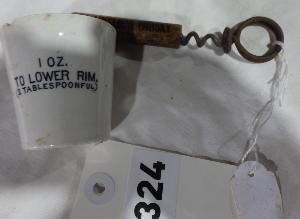 1 OZ.
TO LOWER RIM.
(2 TABLESPOONFUL)
324